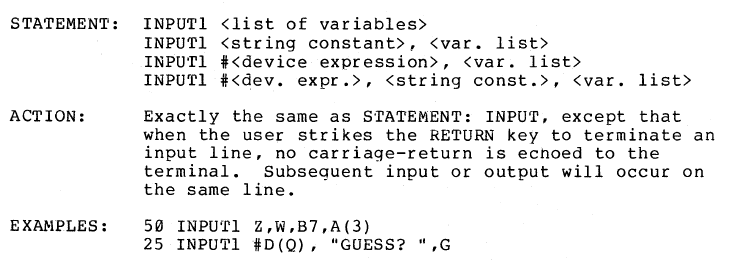 STATEMENT: INPUT1 <list of variables>
INPUT1 <string constant>, <var. list>
INPUT1 #<device expression>, <var. list>
INPUT1 #<dev. expr.>, <string const.>, <var. list>
ACTION: Exactly the same as STATEMENT: INPUT, except that
when the user strikes the RETURN key to terminate an
input line, no carriage-return is echoed to the
terminal. Subsequent input or output will occur on
the same line.
EXAMPLES: 50 INPUT1 Z,W,B7,A(3)
25 INPUT1 #D(Q), "GUESS? ",G